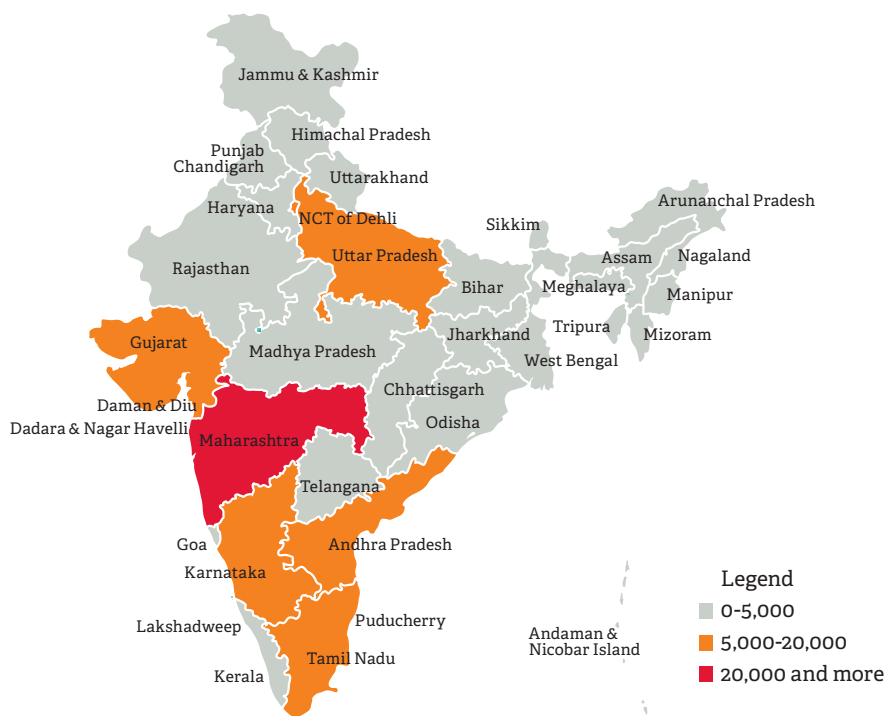 Jammu & Kashmir
Himachal Pradesh
Punjab
Chandigarh
Uttarakhand
Haryana
NCT of Dehli
Arunanchal Pradesh
Sikkim
Uttar Pradesh
Assam
Nagaland
Rajasthan
Bihar
Meghalaya
Manipur
Gujarat
Jharkhand
Tripura
Mizoram
Madhya Pradesh
West Bengal
Chhattisgarh
Daman & Diu
Odisha
Dadara & Nagar Havelli
Maharashtra
Telangana
Goa
Andhra Pradesh
Karnataka
Legend
0-5,000
Puducherry
Lakshadweep
Andaman &
Nicobar Island
5,000-20,000
Tamil Nadu
Kerala
20,000 and more